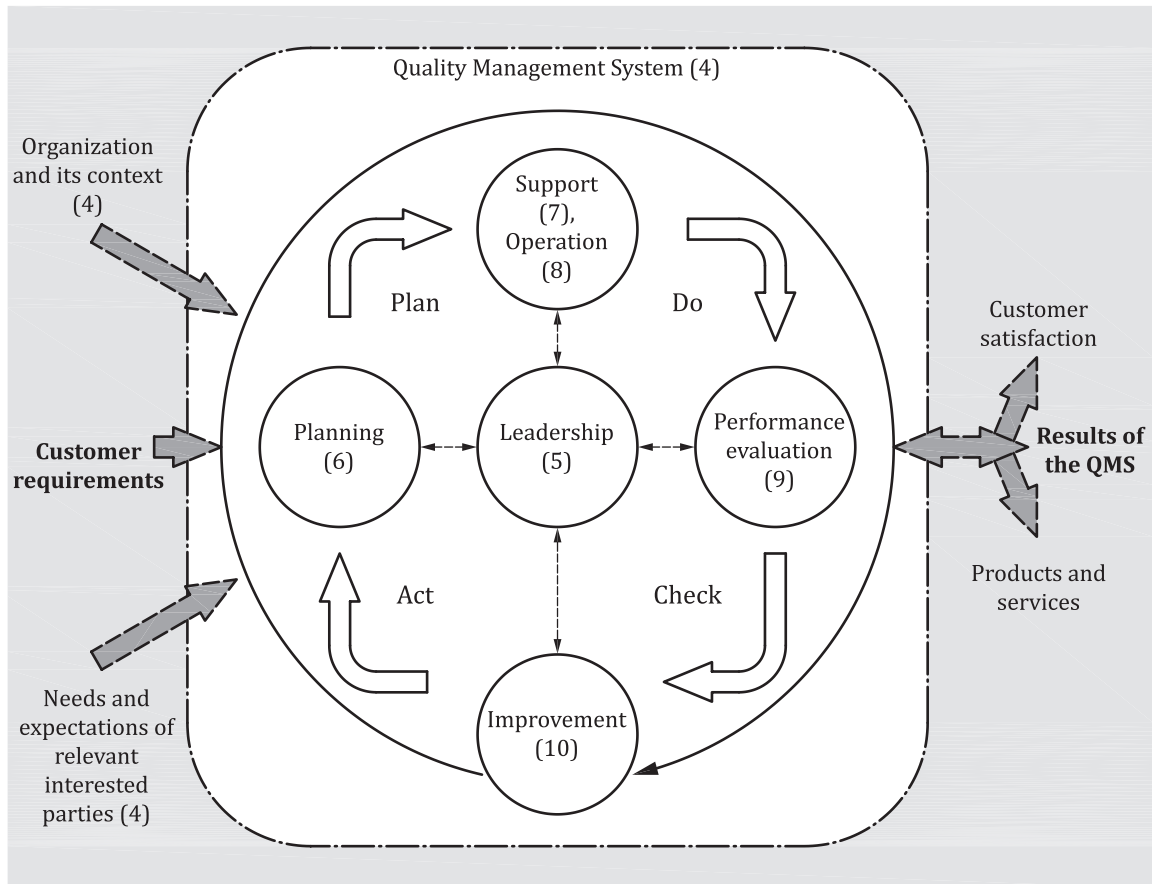 Quality Management System (4)
Organization
and its context
(4)
Support
(7),
Operation
(8)
Plan
Do
Customer
satisfaction
Planning
(6)
Leadership
(5)
Performance
evaluation
(9)
Customer
requirements
Results of
the QMS
Act
Check
Products and
services
Needs and
expectations of
relevant
interested
parties (4)
Improvement
(10)